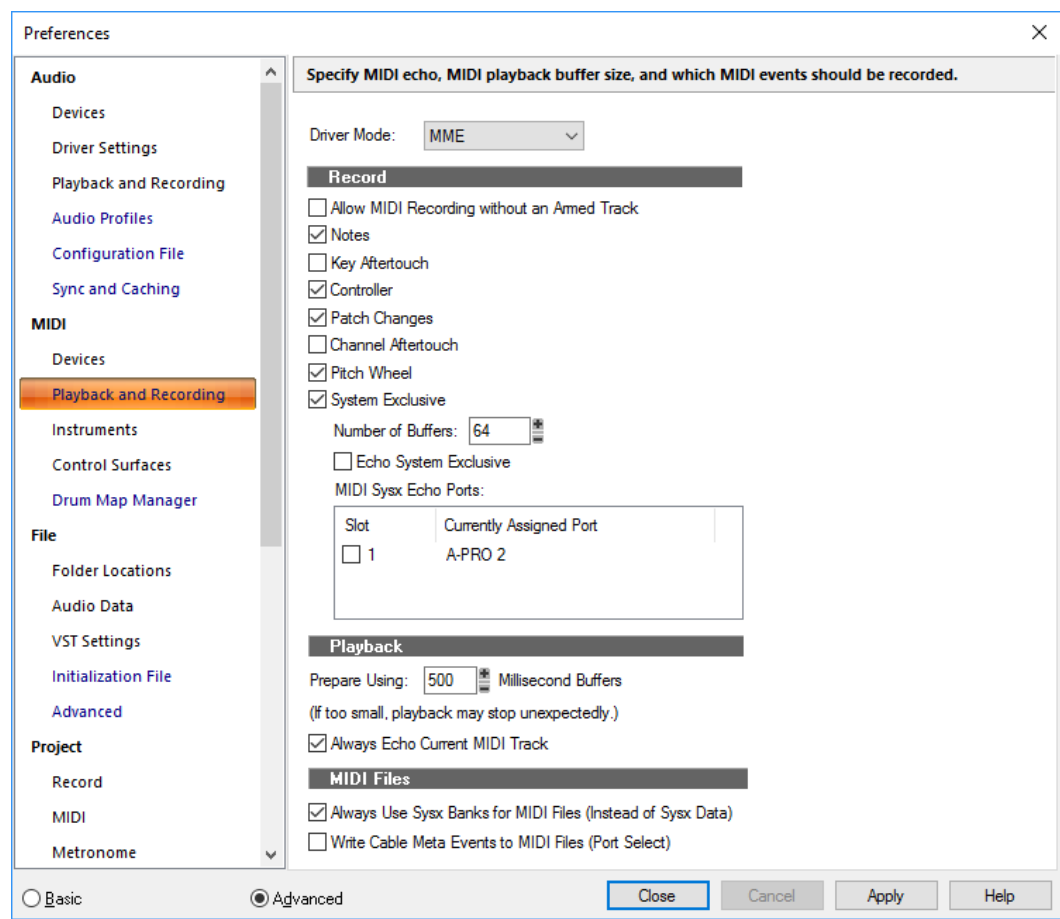 Preferences
Audio
Devices
Driver Settings
Playback and Recording
Audio Profiles
Configuration File
Sync and Caching
MIDI
Devices
Playback and Recording
Instruments
Control Surfaces
Drum Map Manager
File
Folder Locations
Audio Data
VST Settings
Initialization File
Advanced
Project
Record
MIDI
Metronome
Specify MIDI echo, MIDI playback buffer size, and which MIDI events should be recorded.
Driver Mode: MME
Record
Allow MIDI Recording without an Armed Track
Notes
Key Aftertouch
Controller
Patch Changes
Channel Aftertouch
Pitch Wheel
System Exclusive
Number of Buffers: 64
Echo System Exclusive
MIDI Sysx Echo Ports:
Slot Currently Assigned Port
1 A-PRO 2
Playback
Prepare Using: 500 Millisecond Buffers
(If too small, playback may stop unexpectedly.)
Always Echo Current MIDI Track
MIDI Files
Always Use Sysx Banks for MIDI Files (Instead of Sysx Data)
Write Cable Meta Events to MIDI Files (Port Select)
Basic Advanced Close Cancel Apply Help